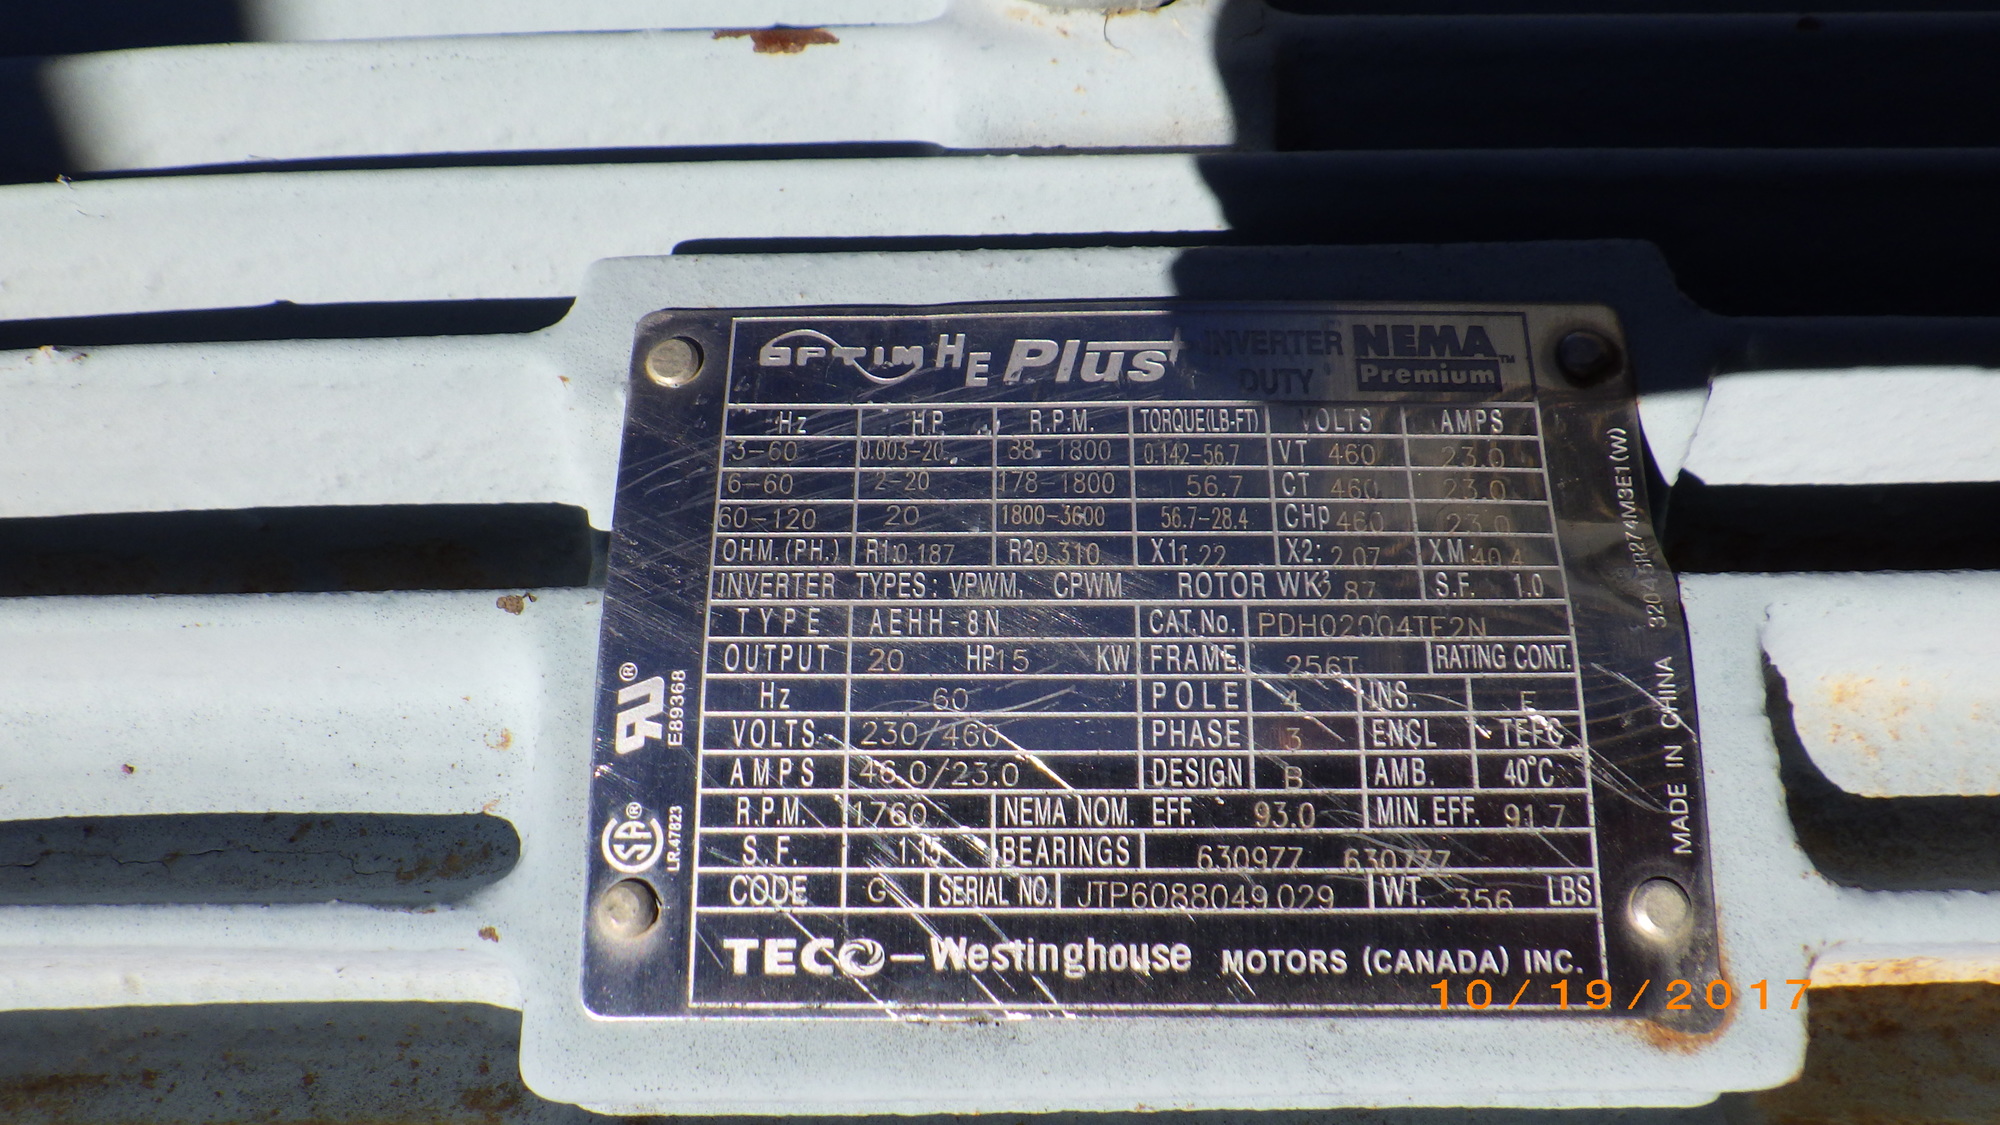 OPTIM HE Plus+ INVERTER DUTY NEMA Premium™
Hz H.P. R.P.M. TORQUE(LB-FT) VOLTS AMPS
3-60 0.003-20 38-1800 0.142-56.7 VT 460 23.0
6-60 2-20 178-1800 56.7 CT 460 23.0
60-120 20 1800-3600 56.7-28.4 CHp 460 23.0
OHM.(PH.) R1:0.187 R2 0.310 X1:1.22 X2: 2.07 XM: 40.4
INVERTER TYPES: VPWM, CPWM ROTOR WK² 3.87 S.F. 1.0
TYPE AEHH-8N CAT.No. PDH02004TE2N
OUTPUT 20 HP 15 KW FRAME 256T RATING CONT.
Hz 60 POLE 4 INS. F
VOLTS 230/460 PHASE 3 ENCL TEFC
AMPS 46.0/23.0 DESIGN B AMB. 40°C
R.P.M. 1760 NEMA NOM. EFF. 93.0 MIN. EFF. 91.7
S.F. 1.15 BEARINGS 6309ZZ 6307ZZ
CODE G SERIAL NO. JTP6088049 029 WT. 356 LBS
TECO-Westinghouse MOTORS (CANADA) INC.
RU® E89368
SA® LR.47823
MADE IN CHINA
10/19/2017